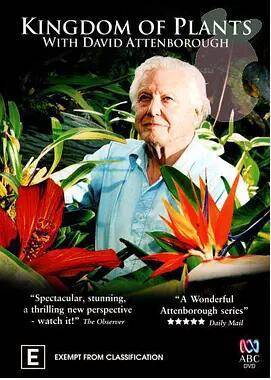 KINGDOM OF PLANTS
WITH DAVID ATTENBOROUGH
“Spectacular, stunning,
a thrilling new perspective
- watch it!” The Observer
“A Wonderful
Attenborough series”
★★★★★ Daily Mail
E EXEMPT FROM CLASSIFICATION
ABC
DVD